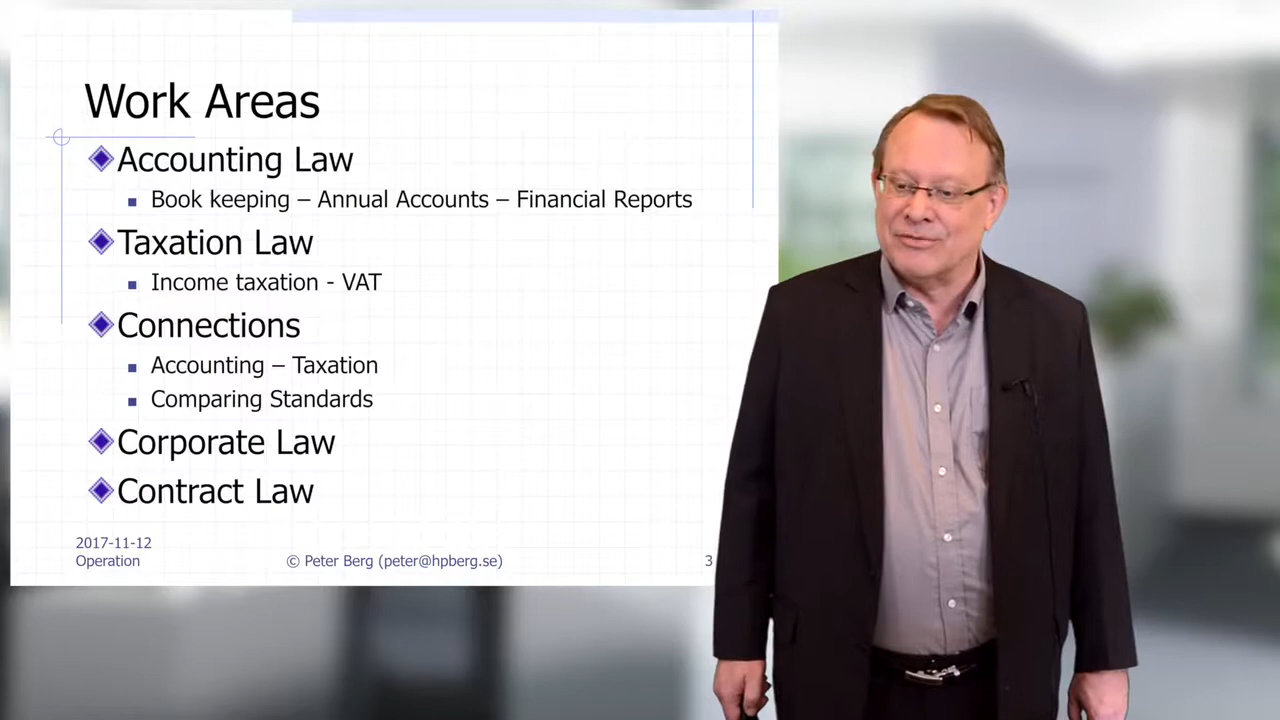 Work Areas
Accounting Law
Book keeping – Annual Accounts – Financial Reports
Taxation Law
Income taxation - VAT
Connections
Accounting – Taxation
Comparing Standards
Corporate Law
Contract Law
2017-11-12
Operation
© Peter Berg (peter@hpberg.se)
3